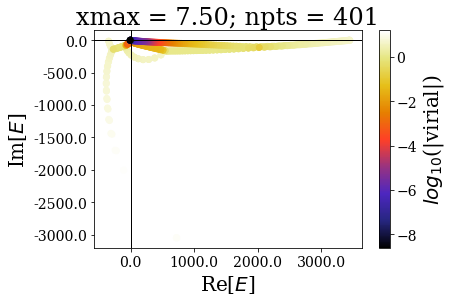 xmax = 7.50; npts = 401
0.0
-500.0
-1000.0
-1500.0
-2000.0
-2500.0
-3000.0
Im[E]
0.0 1000.0 2000.0 3000.0
Re[E]
0
−2
−4
−6
−8
log10(|virial|)